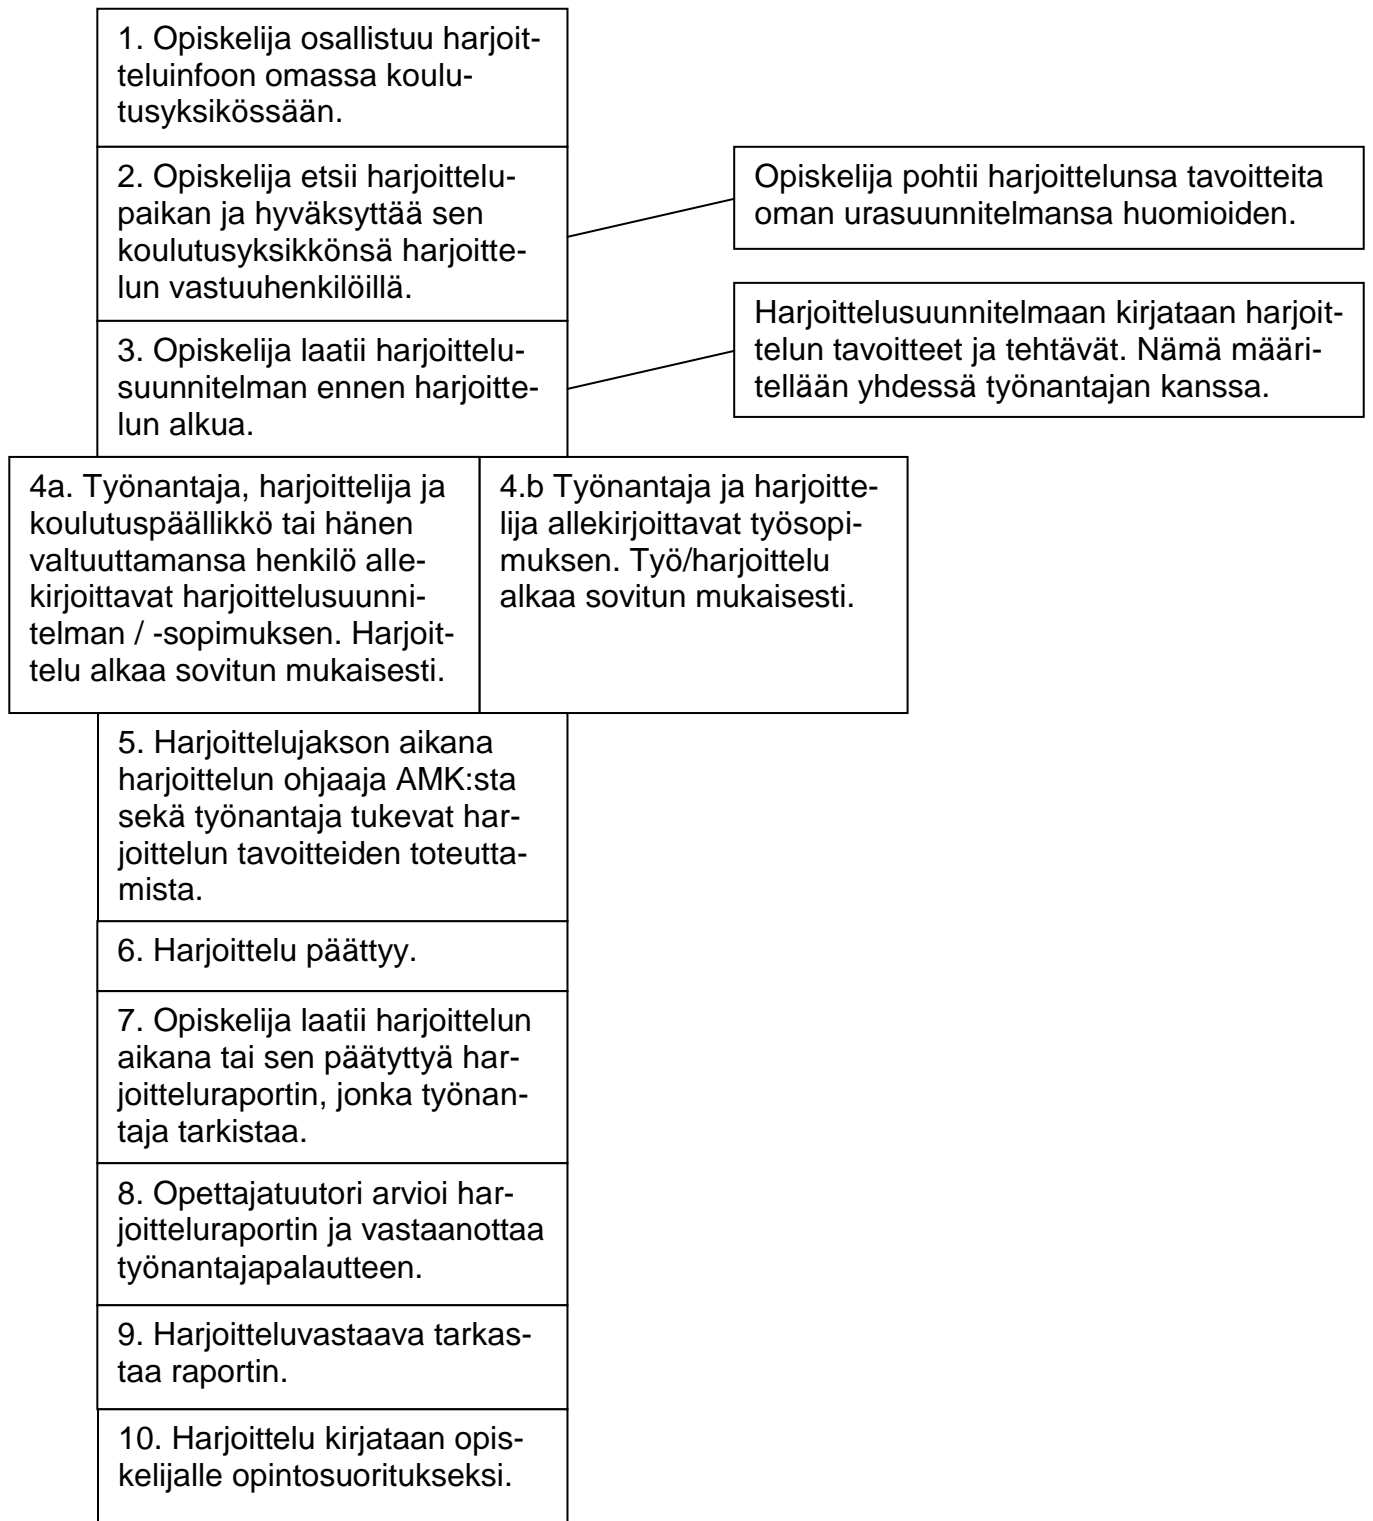 1. Opiskelija osallistuu harjoit-
teluinfoon omassa koulu-
tusyksikössään.
2. Opiskelija etsii harjoittelu-
paikan ja hyväksyttää sen
koulutusyksikkönsä harjoitte-
lun vastuuhenkilöillä.
Opiskelija pohtii harjoittelunsa tavoitteita
oman urasuunnitelmansa huomioiden.
3. Opiskelija laatii harjoittelu-
suunnitelman ennen harjoitte-
lun alkua.
Harjoittelusuunnitelmaan kirjataan harjoit-
telun tavoitteet ja tehtävät. Nämä määri-
tellään yhdessä työnantajan kanssa.
4a. Työnantaja, harjoittelija ja
koulutuspäällikkö tai hänen
valtuuttamansa henkilö alle-
kirjoittavat harjoittelusuunni-
telman / -sopimuksen. Harjoit-
telu alkaa sovitun mukaisesti.
4.b Työnantaja ja harjoitte-
lija allekirjoittavat työsopi-
muksen. Työ/harjoittelu
alkaa sovitun mukaisesti.
5. Harjoittelujakson aikana
harjoittelun ohjaaja AMK:sta
sekä työnantaja tukevat har-
joittelun tavoitteiden toteutta-
mista.
6. Harjoittelu päättyy.
7. Opiskelija laatii harjoittelun
aikana tai sen päätyttyä har-
joitteluraportin, jonka työnan-
taja tarkistaa.
8. Opettajatuutori arvioi har-
joitteluraportin ja vastaanottaa
työnantajapalautteen.
9. Harjoitteluvastaava tarkas-
taa raportin.
10. Harjoittelu kirjataan opis-
kelijalle opintosuoritukseksi.